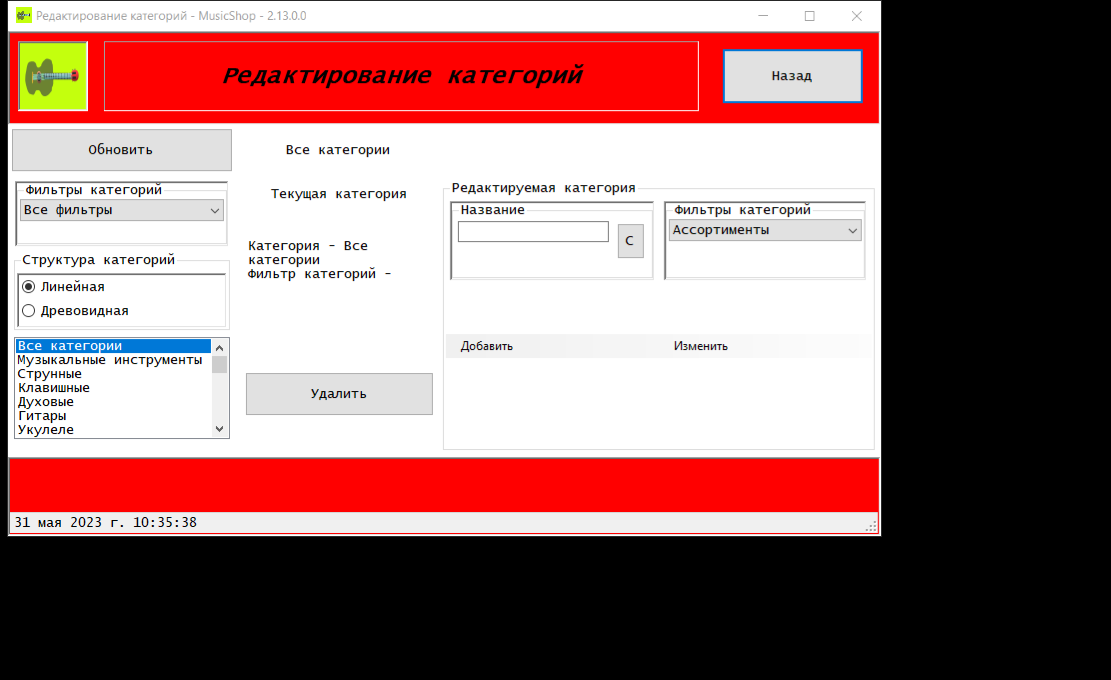 Редактирование категорий - MusicShop - 2.13.0.0
Редактирование категорий
Назад
Обновить
Все категории
Фильтры категорий
Все фильтры
Текущая категория
Редактируемая категория
Название
С
Фильтры категорий
Ассортименты
Категория - Все
категории
Фильтр категорий -
Структура категорий
Линейная
Древовидная
Все категории
Музыкальные инструменты
Струнные
Клавишные
Духовые
Гитары
Укулеле
Добавить
Изменить
Удалить
31 мая 2023 г. 10:35:38